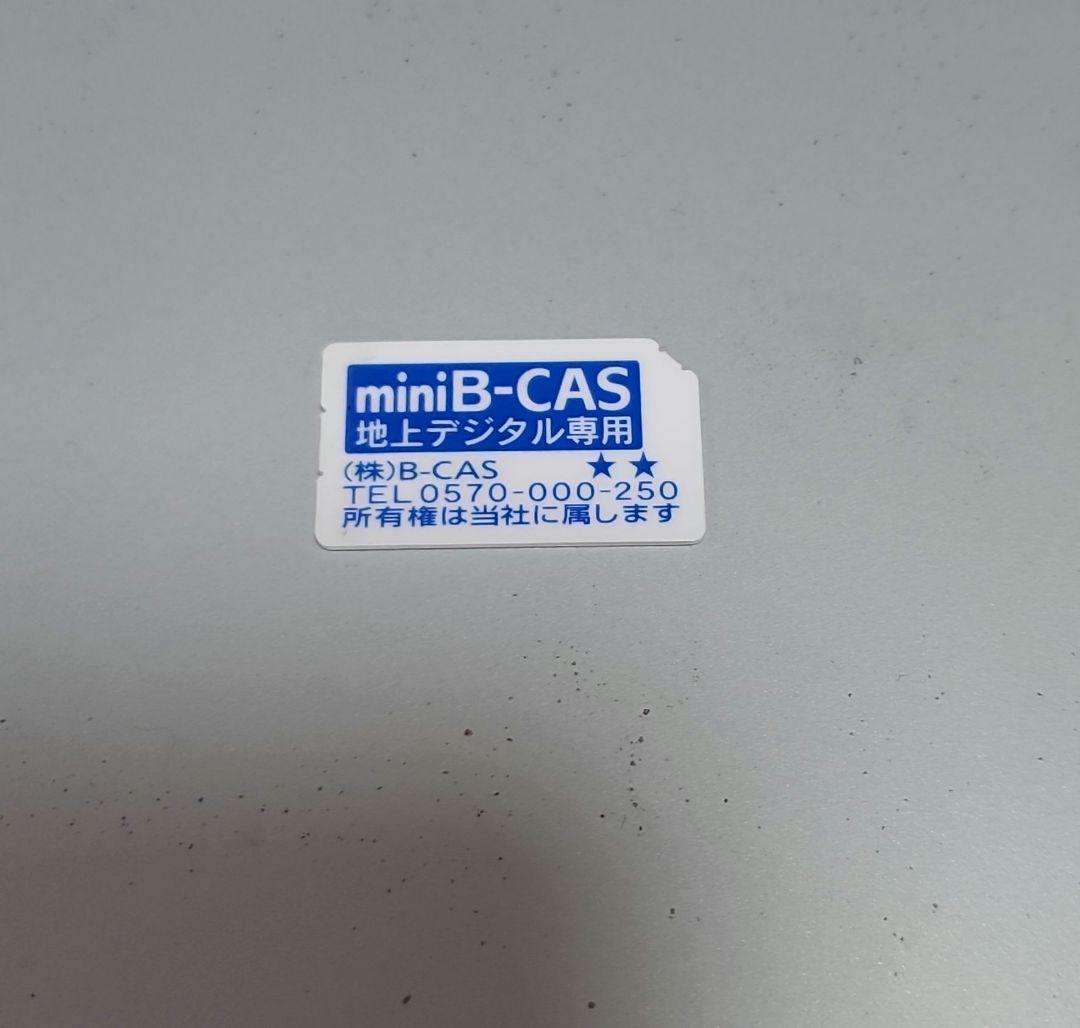 miniB-CAS
地上デジタル専用
(株)B-CAS ★★
TEL 0570-000-250
所有権は当社に属します